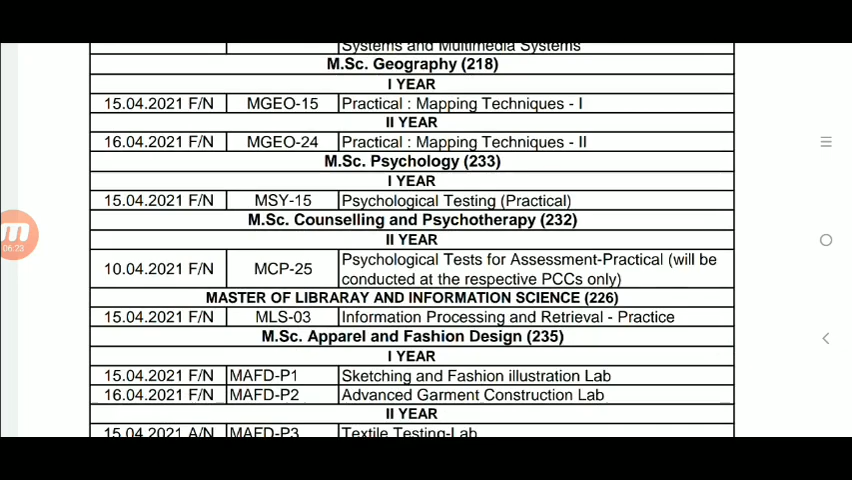 Systems and Multimedia Systems
M.Sc. Geography (218)
I YEAR
15.04.2021 F/N MGEO-15 Practical : Mapping Techniques - I
II YEAR
16.04.2021 F/N MGEO-24 Practical : Mapping Techniques - II
M.Sc. Psychology (233)
I YEAR
15.04.2021 F/N MSY-15 Psychological Testing (Practical)
M.Sc. Counselling and Psychotherapy (232)
II YEAR
10.04.2021 F/N MCP-25 Psychological Tests for Assessment-Practical (will be
conducted at the respective PCCs only)
MASTER OF LIBRARAY AND INFORMATION SCIENCE (226)
15.04.2021 F/N MLS-03 Information Processing and Retrieval - Practice
M.Sc. Apparel and Fashion Design (235)
I YEAR
15.04.2021 F/N MAFD-P1 Sketching and Fashion illustration Lab
16.04.2021 F/N MAFD-P2 Advanced Garment Construction Lab
II YEAR
15.04.2021 A/N MAFD-P3 Textile Testing-Lab
06:23